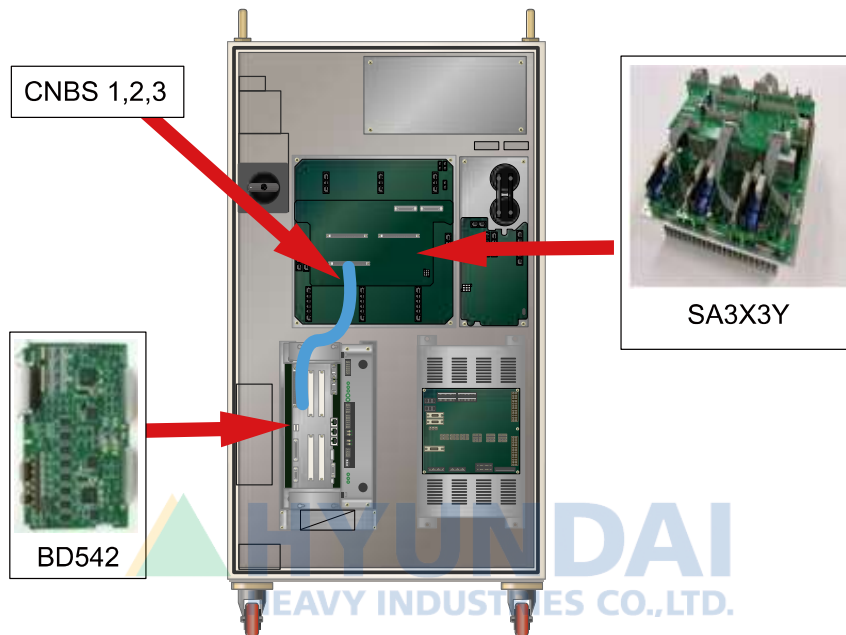 CNBS 1,2,3
SA3X3Y
BD542
HYUNDAI
HEAVY INDUSTRIES CO.,LTD.